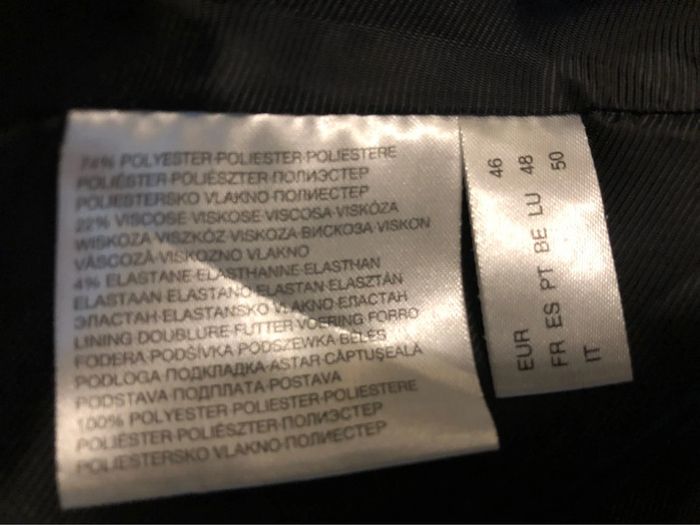 74% POLYESTER·POLIESTER·POLIESTERE
POLIÉSTER·POLIÉSZTER·ПОЛИЕСТЕР
POLIESTERSKO VLAKNO·ПОЛИЕСТЕР
22% VISCOSE·VISKOSE·VISCOSA·VISKÓZA
WISKOZA·VISZKÓZ·VISKOZA·ВИСКОЗА·VISKON
VÂSCOZĂ·VISKOZNO VLAKNO
4% ELASTANE·ELASTHANNE·ELASTHAN
ELASTAAN·ELASTANO·ELASTAN·ELASZTÁN
ЭЛАСТАН·ELASTANSKO VLAKNO·ЕЛАСТАН
LINING·DOUBLURE·FUTTER·VOERING·FORRO
FODERA·PODŠÍVKA·PODSZEWKA·BÉLÉS
PODLOGA·ПОДКЛАДКА·ASTAR·CĂPTUŞEALĂ
PODSTAVA·ПОДПЛАТА·POSTAVA
100% POLYESTER·POLIESTER·POLIESTERE
POLIÉSTER·POLIÉSZTER·ПОЛИЭСТЕР
POLIESTERSKO VLAKNO·ПОЛИЕСТЕР
EUR 46
FR ES PT BE LU 48
IT 50